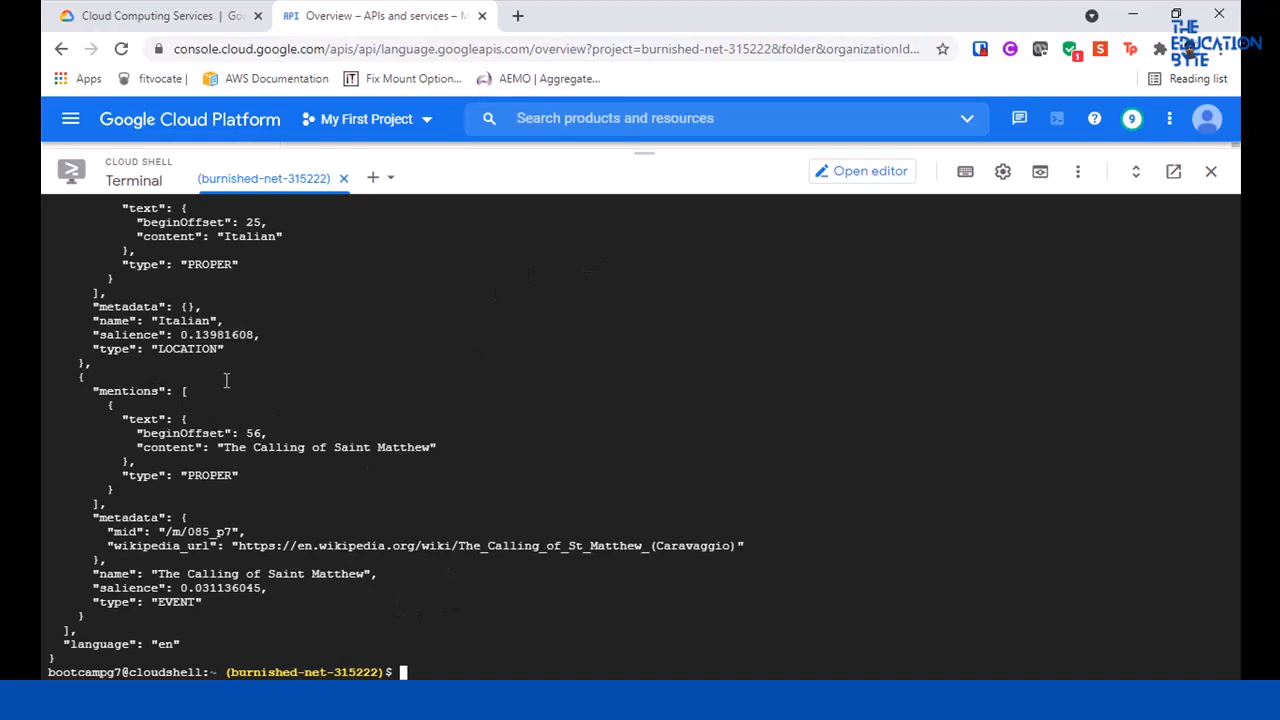 Cloud Computing Services | Go
API Overview – APIs and services – M
THE EDUCATION BYTE
console.cloud.google.com/apis/api/language.googleapis.com/overview?project=burnished-net-315222&folder&organizationId...
Apps fitvocate | AWS Documentation iT Fix Mount Option... AEMO | Aggregate... Reading list
Google Cloud Platform My First Project Search products and resources 9
CLOUD SHELL
Terminal (burnished-net-315222) Open editor
"text": {
"beginOffset": 25,
"content": "Italian"
},
"type": "PROPER"
}
],
"metadata": {},
"name": "Italian",
"salience": 0.13981608,
"type": "LOCATION"
},
{
"mentions": [
{
"text": {
"beginOffset": 56,
"content": "The Calling of Saint Matthew"
},
"type": "PROPER"
}
],
"metadata": {
"mid": "/m/085_p7",
"wikipedia_url": "https://en.wikipedia.org/wiki/The_Calling_of_St_Matthew_(Caravaggio)"
},
"name": "The Calling of Saint Matthew",
"salience": 0.031136045,
"type": "EVENT"
}
],
"language": "en"
}
bootcampg7@cloudshell:~ (burnished-net-315222)$